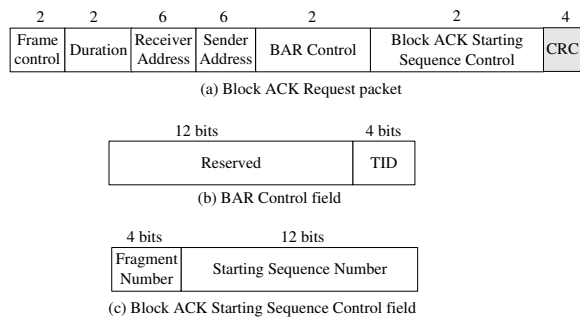 2 2 6 6 2 2 4
Frame control Duration Receiver Address Sender Address BAR Control Block ACK Starting Sequence Control CRC
(a) Block ACK Request packet
12 bits 4 bits
Reserved TID
(b) BAR Control field
4 bits 12 bits
Fragment Number Starting Sequence Number
(c) Block ACK Starting Sequence Control field